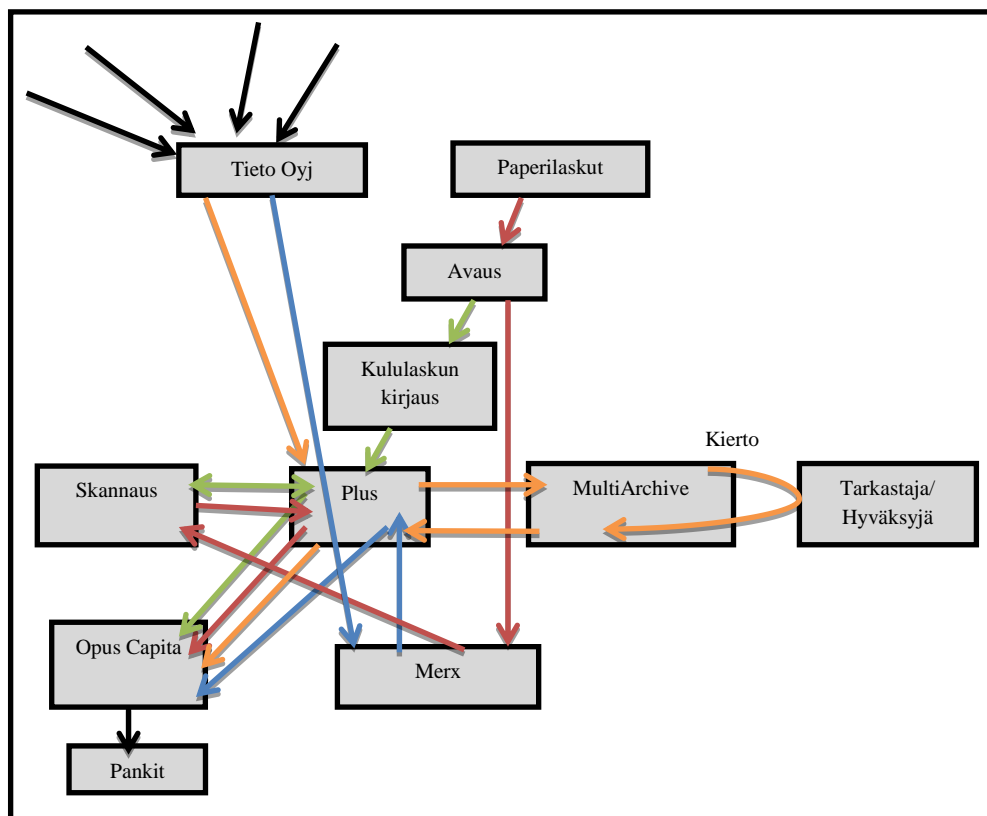 Tieto Oyj
Paperilaskut
Avaus
Kululaskun
kirjaus
Kierto
Skannaus
Plus
MultiArchive
Tarkastaja/
Hyväksyjä
Opus Capita
Merx
Pankit